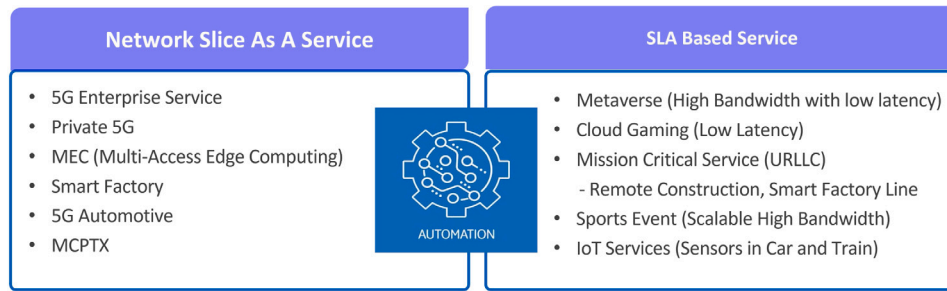 Network Slice As A Service
• 5G Enterprise Service
• Private 5G
• MEC (Multi-Access Edge Computing)
• Smart Factory
• 5G Automotive
• MCPTX
AUTOMATION
SLA Based Service
• Metaverse (High Bandwidth with low latency)
• Cloud Gaming (Low Latency)
• Mission Critical Service (URLLC)
- Remote Construction, Smart Factory Line
• Sports Event (Scalable High Bandwidth)
• IoT Services (Sensors in Car and Train)